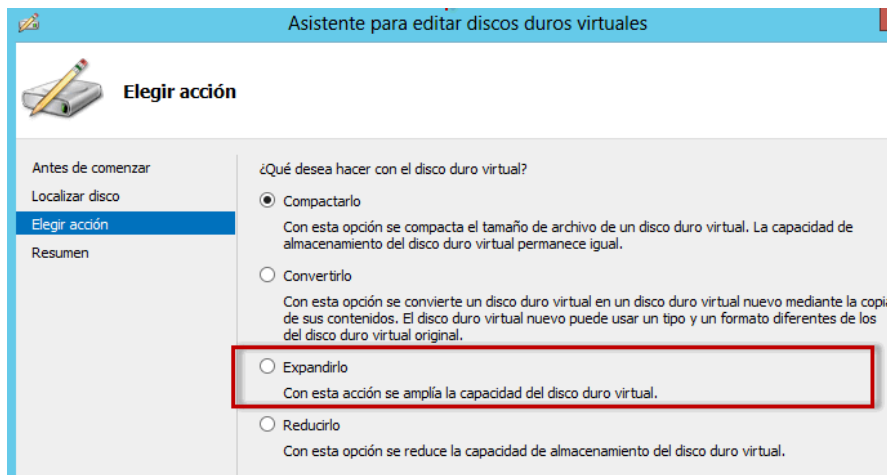 Asistente para editar discos duros virtuales
Elegir acción
Antes de comenzar
Localizar disco
Elegir acción
Resumen
¿Qué desea hacer con el disco duro virtual?
Compactarlo
Con esta opción se compacta el tamaño de archivo de un disco duro virtual. La capacidad de
almacenamiento del disco duro virtual permanece igual.
Convertirlo
Con esta opción se convierte un disco duro virtual en un disco duro virtual nuevo mediante la copia
de sus contenidos. El disco duro virtual nuevo puede usar un tipo y un formato diferentes de los
del disco duro virtual original.
Expandirlo
Con esta acción se amplía la capacidad del disco duro virtual.
Reducirlo
Con esta opción se reduce la capacidad de almacenamiento del disco duro virtual.